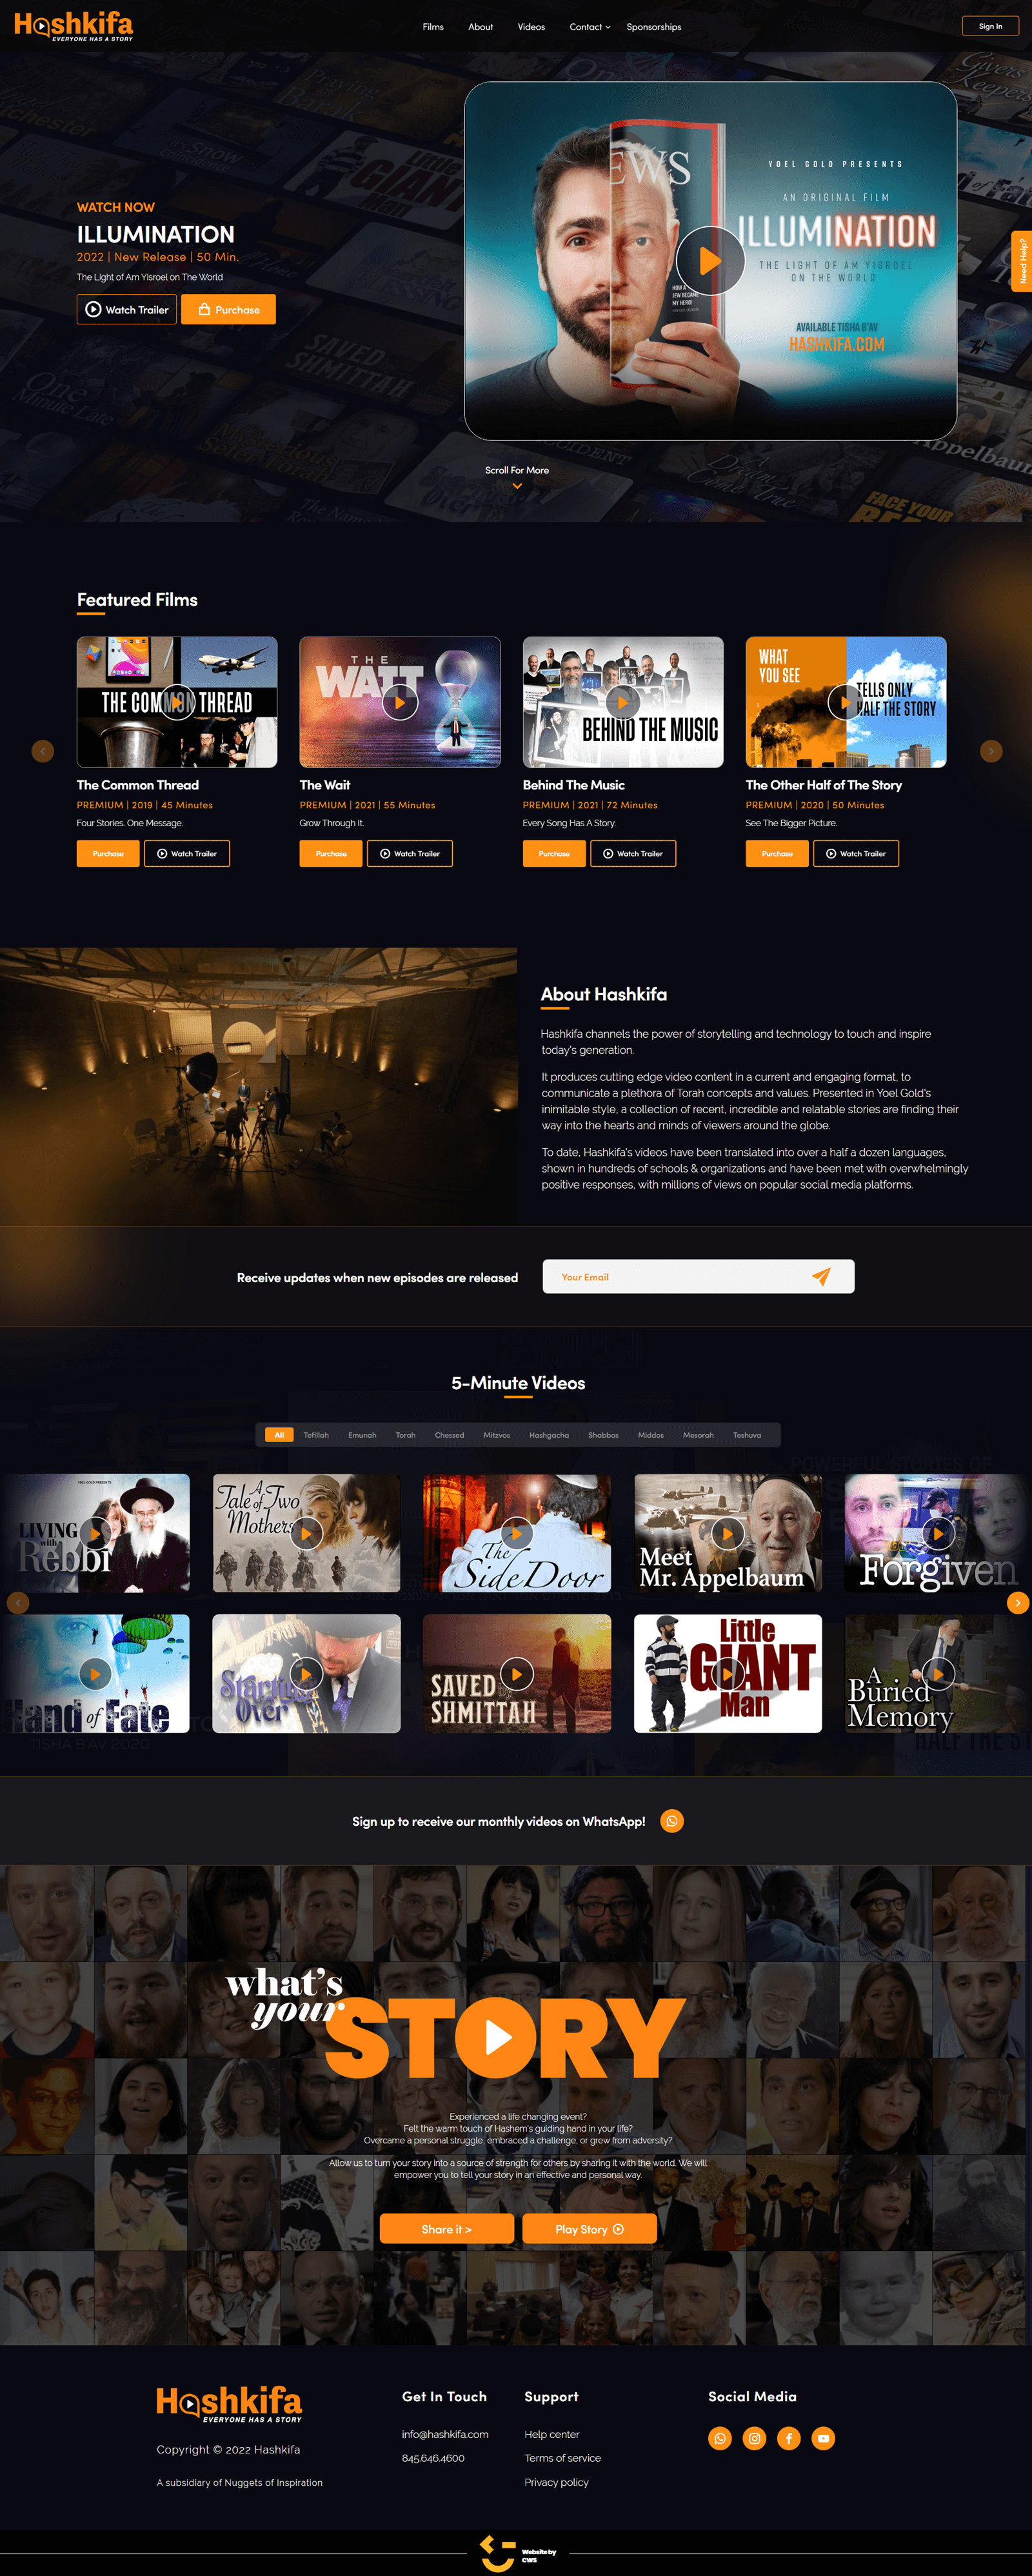 Hashkifa
EVERYONE HAS A STORY
Films
About
Videos
Contact
Sponsorships
Sign In
WATCH NOW
ILLUMINATION
2022 | New Release | 50 Min.
The Light of Am Yisroel on The World
Watch Trailer
Purchase
EWS
HOW A
JEW BECAME
MY HERO!
YOEL GOLD PRESENTS
AN ORIGINAL FILM
ILLUMINATION
THE LIGHT OF AM YISROEL
ON THE WORLD
AVAILABLE TISHA B'AV
HASHKIFA.COM
Need Help?
Scroll For More
Featured Films
THE COMMON THREAD
The Common Thread
PREMIUM | 2019 | 45 Minutes
Four Stories. One Message.
Purchase
Watch Trailer
THE
WAIT
The Wait
PREMIUM | 2021 | 55 Minutes
Grow Through It.
Purchase
Watch Trailer
BEHIND THE MUSIC
Behind The Music
PREMIUM | 2021 | 72 Minutes
Every Song Has A Story.
Purchase
Watch Trailer
WHAT
YOU SEE
TELLS ONLY
HALF THE STORY
The Other Half of The Story
PREMIUM | 2020 | 50 Minutes
See The Bigger Picture.
Purchase
Watch Trailer
About Hashkifa
Hashkifa channels the power of storytelling and technology to touch and inspire
today's generation.
It produces cutting edge video content in a current and engaging format, to
communicate a plethora of Torah concepts and values. Presented in Yoel Gold's
inimitable style, a collection of recent, incredible and relatable stories are finding their
way into the hearts and minds of viewers around the globe.
To date, Hashkifa's videos have been translated into over a half a dozen languages,
shown in hundreds of schools & organizations and have been met with overwhelmingly
positive responses, with millions of views on popular social media platforms.
Receive updates when new episodes are released
Your Email
5-Minute Videos
All
Tefillah
Emunah
Torah
Chessed
Mitzvos
Hashgacha
Shabbos
Middos
Mesorah
Teshuva
YOEL GOLD PRESENTS
LIVING
with
Rebbi
A
Tale of Two
Mothers
The
Side Door
Meet
Mr. Appelbaum
Forgiven
Hand of Fate
Starting
Over
SAVED BY
SHMITTAH
Little
GIANT
Man
A
Buried
Memory
TISHA B'AV 2020
Sign up to receive our monthly videos on WhatsApp!
what's
your
STORY
Experienced a life changing event?
Felt the warm touch of Hashem's guiding hand in your life?
Overcame a personal struggle, embraced a challenge, or grew from adversity?
Allow us to turn your story into a source of strength for others by sharing it with the world. We will
empower you to tell your story in an effective and personal way.
Share it >
Play Story
Hashkifa
EVERYONE HAS A STORY
Copyright © 2022 Hashkifa
A subsidiary of Nuggets of Inspiration
Get In Touch
info@hashkifa.com
845.646.4600
Support
Help center
Terms of service
Privacy policy
Social Media
Website by
CWS